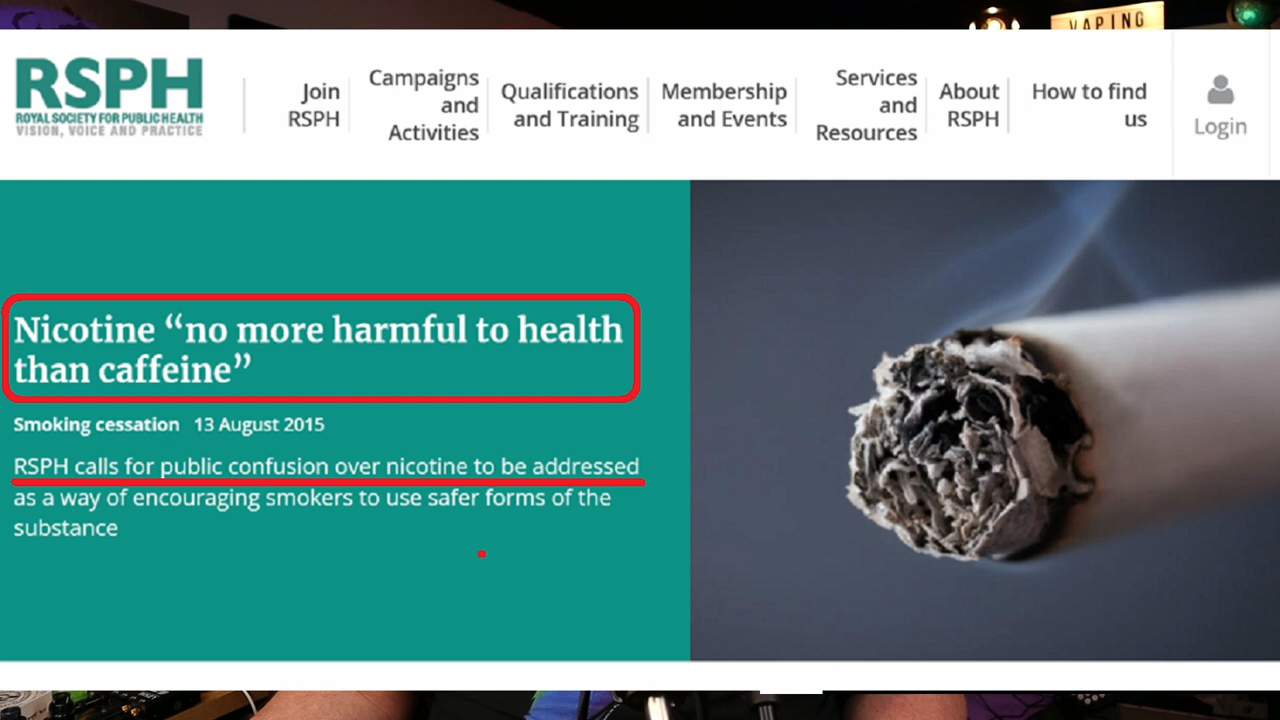 VAPING
RSPH
ROYAL SOCIETY FOR PUBLIC HEALTH
VISION, VOICE AND PRACTICE
Join
RSPH
Campaigns
and
Activities
Qualifications
and Training
Membership
and Events
Services
and
Resources
About
RSPH
How to find
us
Login
Nicotine “no more harmful to health
than caffeine”
Smoking cessation 13 August 2015
RSPH calls for public confusion over nicotine to be addressed
as a way of encouraging smokers to use safer forms of the
substance